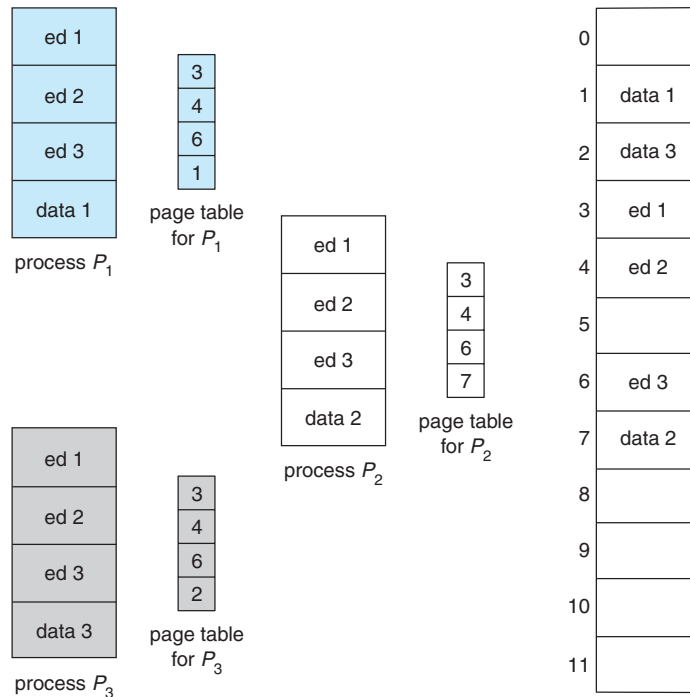 ed 1
ed 2
ed 3
data 1
process P1
3
4
6
1
page table
for P1
ed 1
ed 2
ed 3
data 2
process P2
3
4
6
7
page table
for P2
ed 1
ed 2
ed 3
data 3
process P3
3
4
6
2
page table
for P3
0
1 data 1
2 data 3
3 ed 1
4 ed 2
5
6 ed 3
7 data 2
8
9
10
11